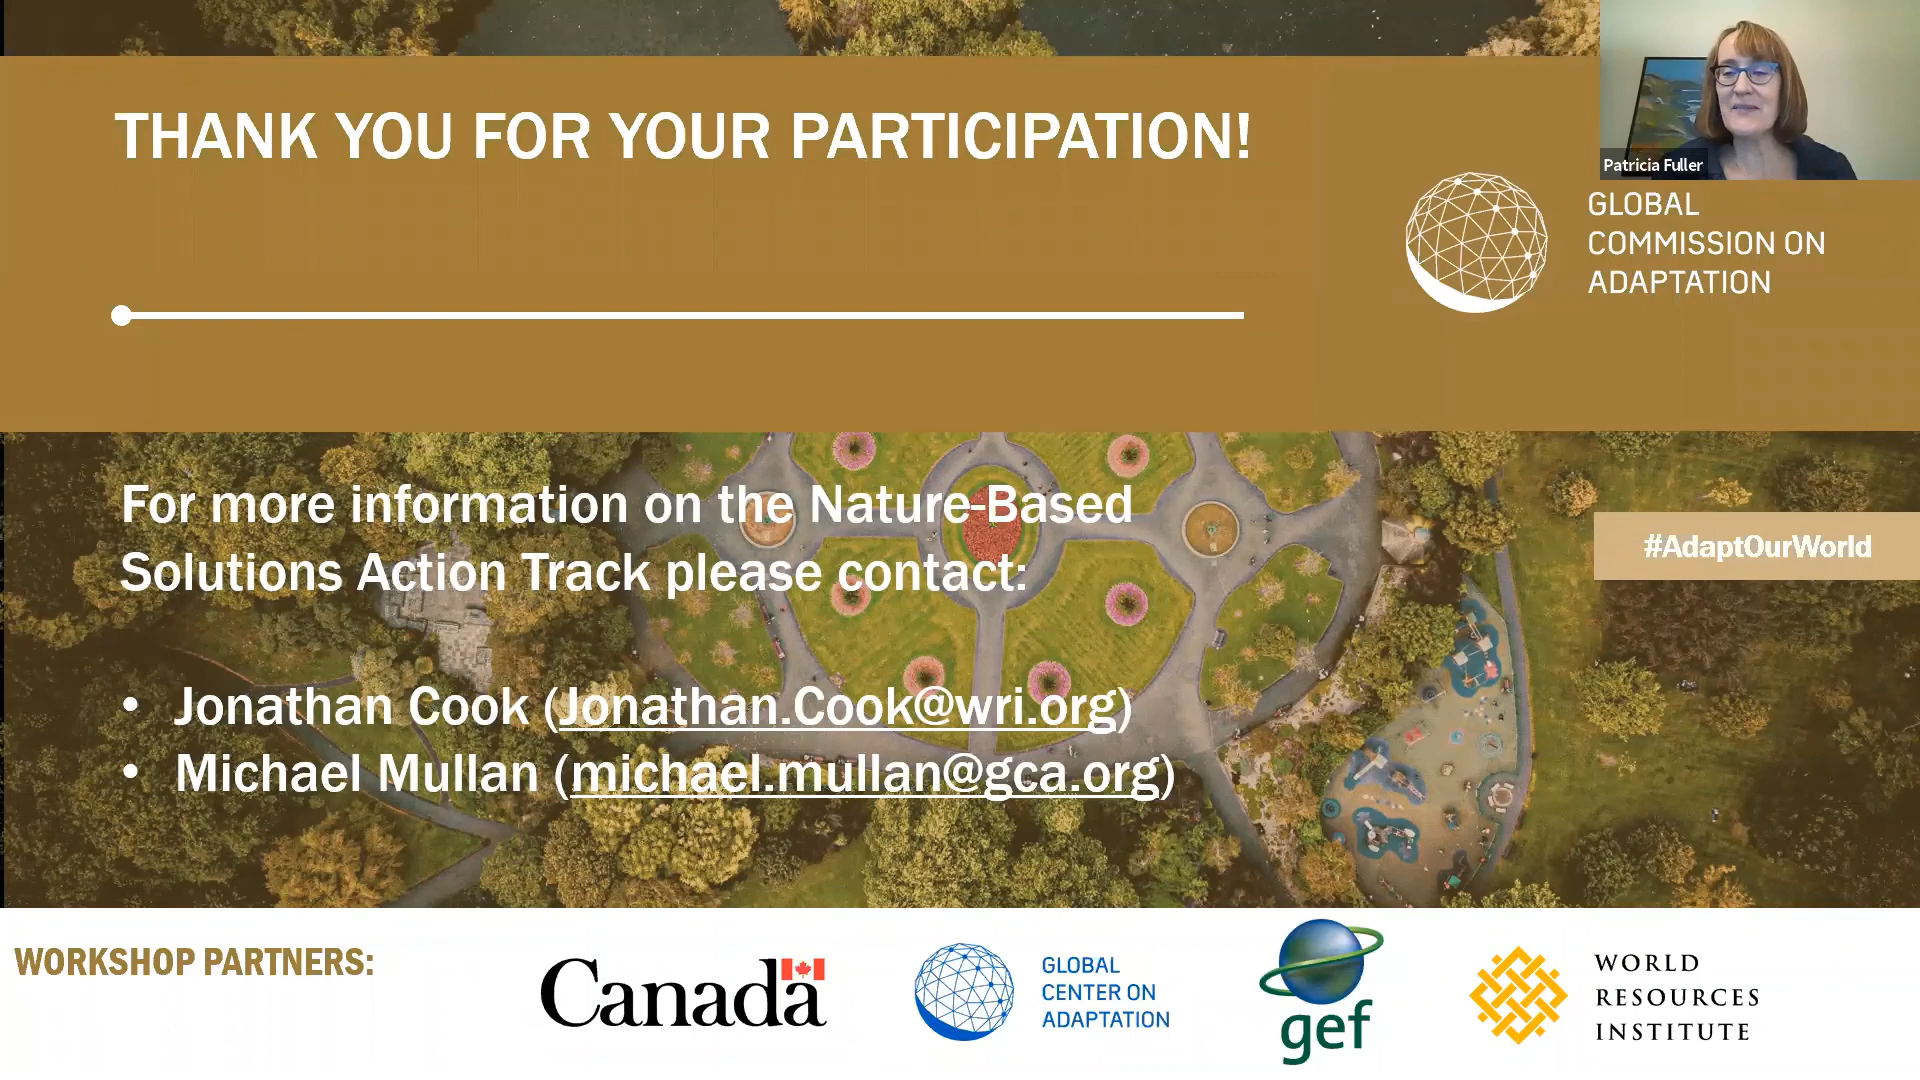 THANK YOU FOR YOUR PARTICIPATION!
Patricia Fuller
GLOBAL
COMMISSION ON
ADAPTATION
For more information on the Nature-Based
Solutions Action Track please contact:
#AdaptOurWorld
• Jonathan Cook (Jonathan.Cook@wri.org)
• Michael Mullan (michael.mullan@gca.org)
WORKSHOP PARTNERS:
Canada
GLOBAL
CENTER ON
ADAPTATION
gef
WORLD
RESOURCES
INSTITUTE